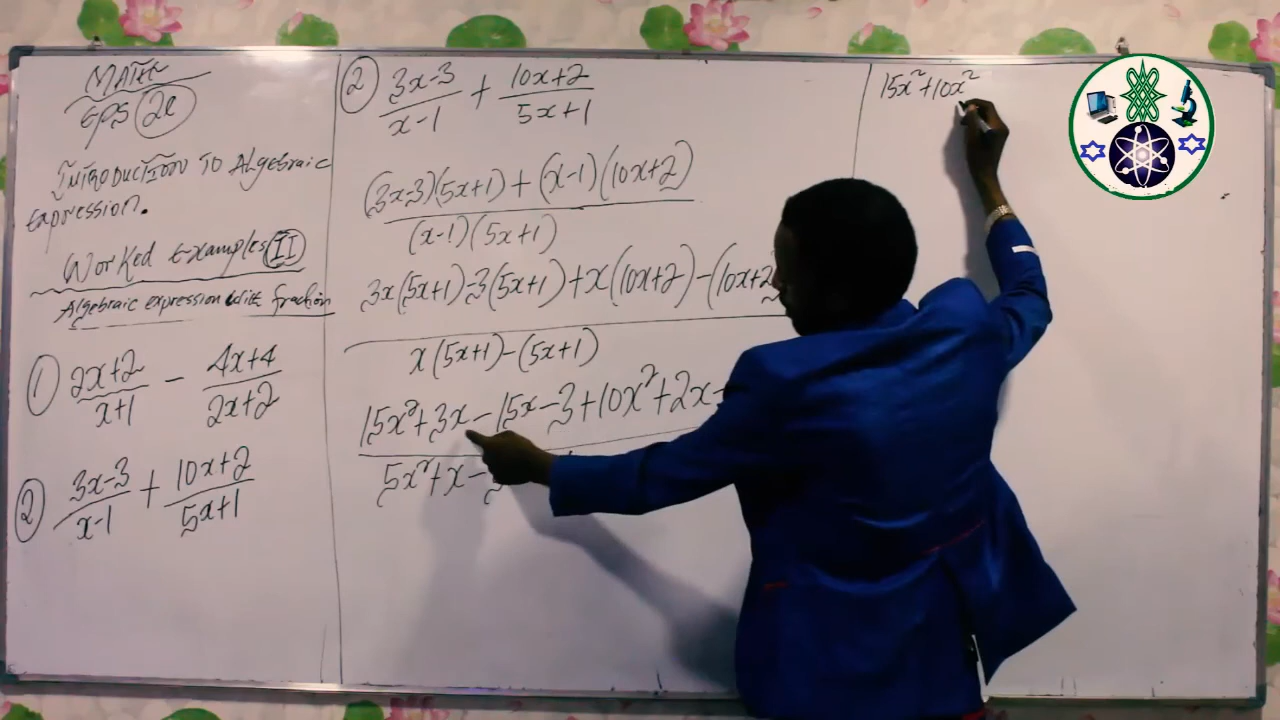 MATHS
EPS 2e
Introduction To Algebraic
Expression.
Worked Examples II
Algebraic expression with fraction
① 2x+2/x+1 − 4x+4/2x+2
② 3x-3/x-1 + 10x+2/5x+1
② 3x-3/x-1 + 10x+2/5x+1
(3x-3)(5x+1) + (x-1)(10x+2)
(x-1)(5x+1)
3x(5x+1)-3(5x+1)+x(10x+2)-(10x+2
x(5x+1)-(5x+1)
15x²+3x-15x-3+10x²+2x-
5x²+x-5
15x²+10x²